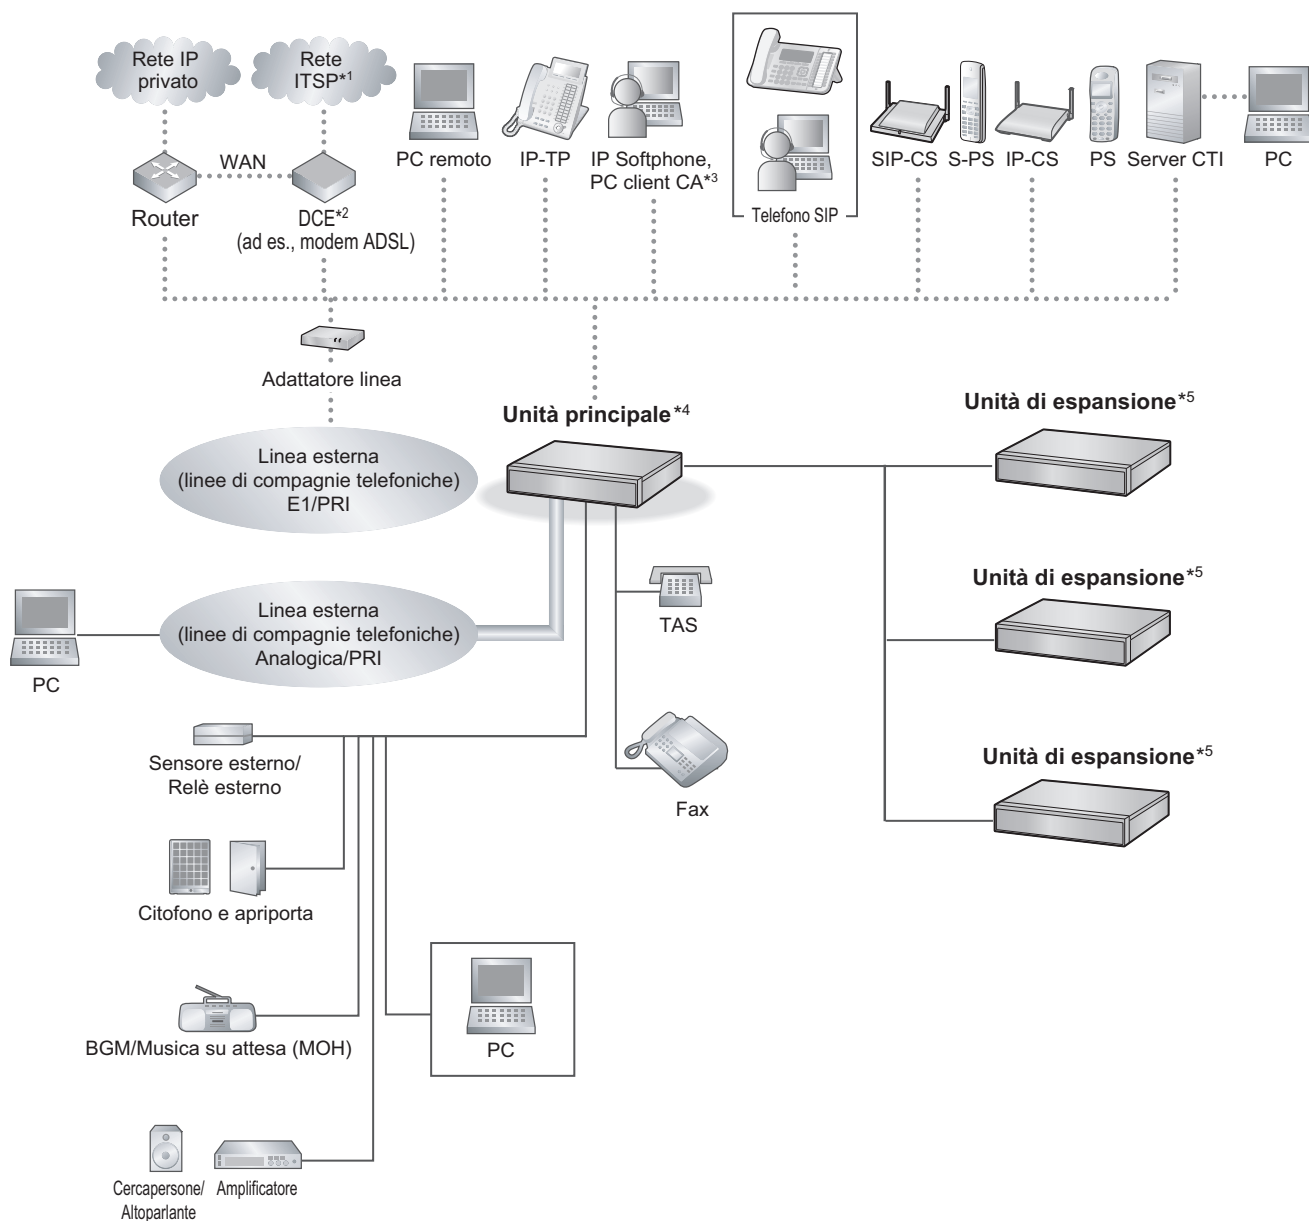 Rete IP
privato
Rete
ITSP*1
WAN
Router
DCE*2
(ad es., modem ADSL)
PC remoto
IP-TP
IP Softphone,
PC client CA*3
Telefono SIP
SIP-CS
S-PS
IP-CS
PS
Server CTI
PC
Adattatore linea
Linea esterna
(linee di compagnie telefoniche)
E1/PRI
Unità principale*4
Unità di espansione*5
Unità di espansione*5
Unità di espansione*5
PC
Linea esterna
(linee di compagnie telefoniche)
Analogica/PRI
TAS
Fax
Sensore esterno/
Relè esterno
Citofono e apriporta
BGM/Musica su attesa (MOH)
PC
Cercapersone/
Altoparlante
Amplificatore